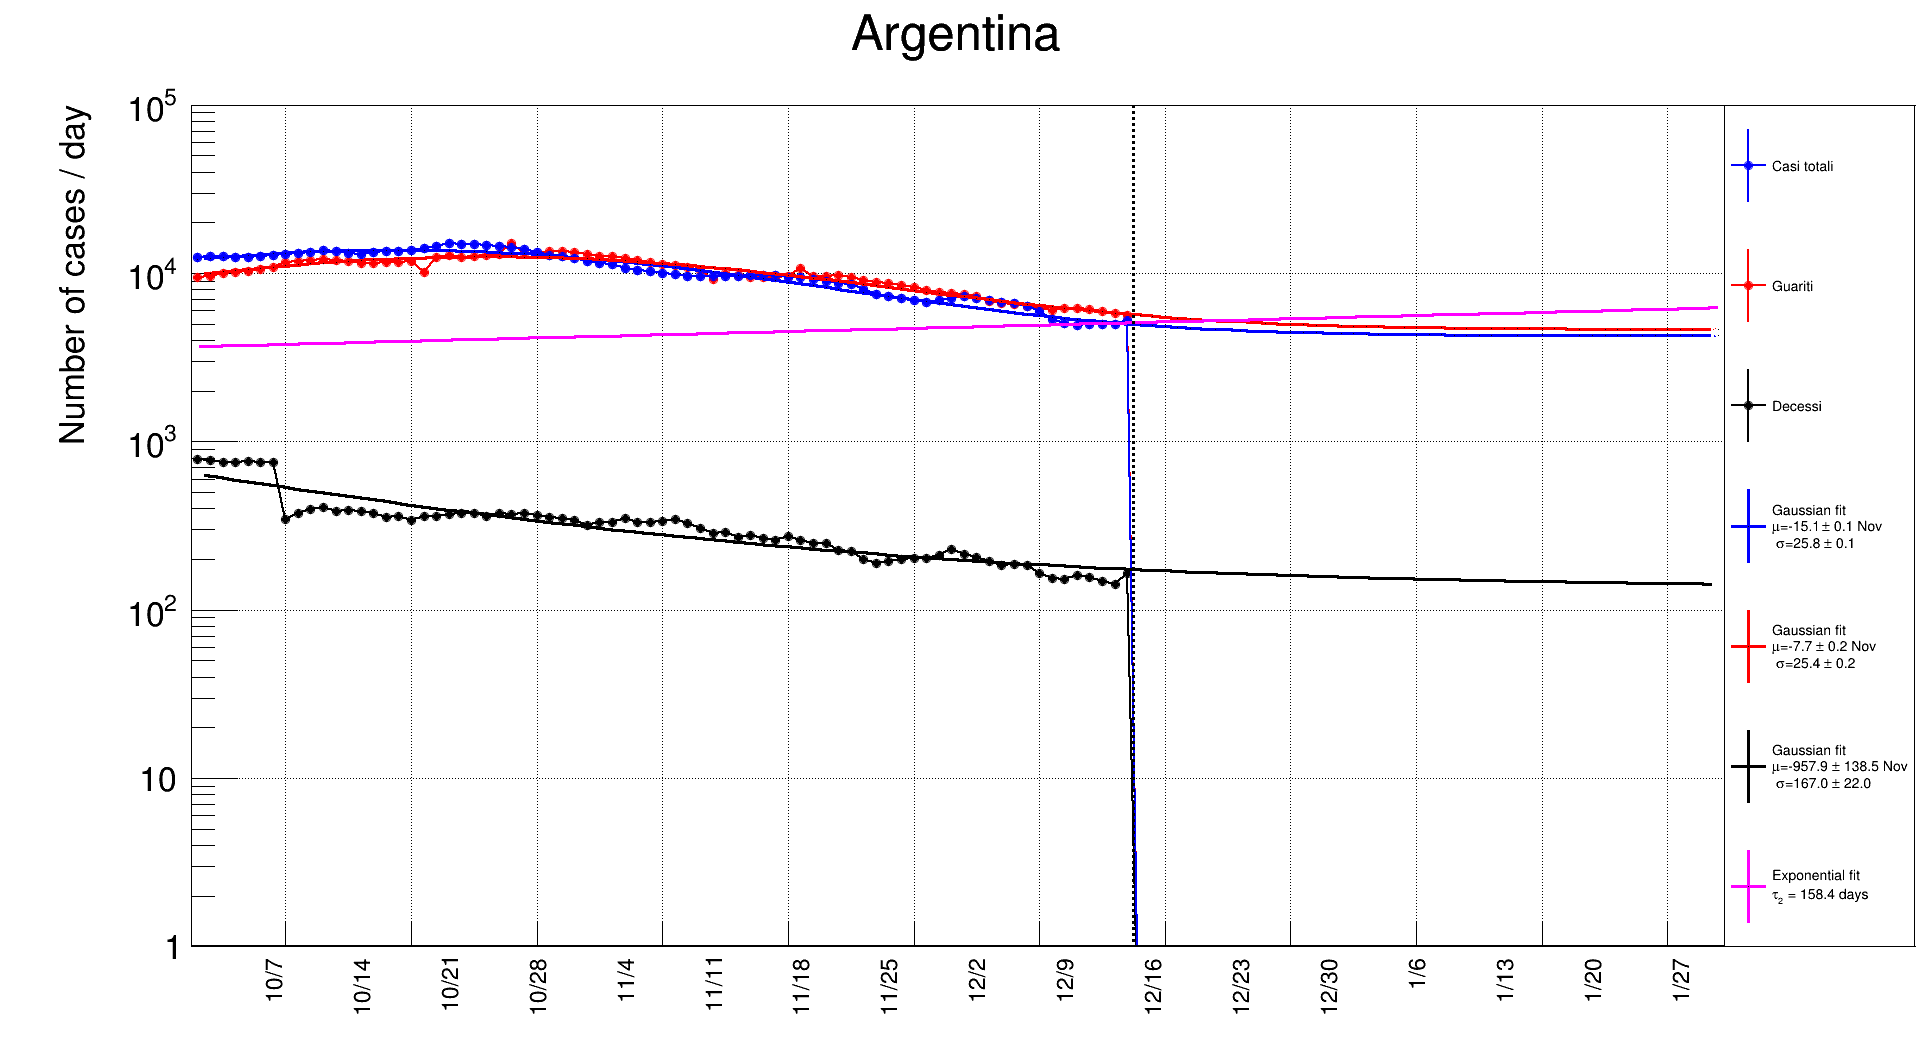 Argentina
Number of cases / day
10^5
10^4
10^3
10^2
10
1
10/7
10/14
10/21
10/28
11/4
11/11
11/18
11/25
12/2
12/9
12/16
12/23
12/30
1/6
1/13
1/20
1/27
Casi totali
Guariti
Decessi
Gaussian fit
μ=-15.1 ± 0.1 Nov
σ=25.8 ± 0.1
Gaussian fit
μ=-7.7 ± 0.2 Nov
σ=25.4 ± 0.2
Gaussian fit
μ=-957.9 ± 138.5 Nov
σ=167.0 ± 22.0
Exponential fit
τ₂ = 158.4 days